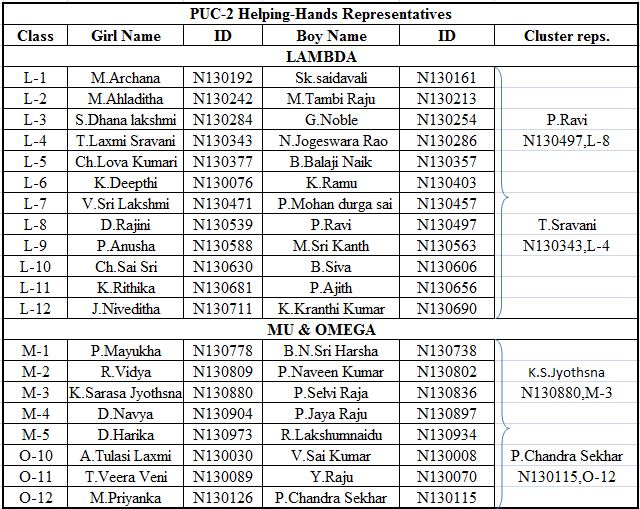 PUC-2 Helping-Hands Representatives
Class Girl Name ID Boy Name ID Cluster reps.
LAMBDA
L-1 M.Archana N130192 Sk.saidavali N130161
L-2 M.Ahladitha N130242 M.Tambi Raju N130213
L-3 S.Dhana lakshmi N130284 G.Noble N130254 P.Ravi
L-4 T.Laxmi Sravani N130343 N.Jogeswara Rao N130286 N130497,L-8
L-5 Ch.Lova Kumari N130377 B.Balaji Naik N130357
L-6 K.Deepthi N130076 K.Ramu N130403
L-7 V.Sri Lakshmi N130471 P.Mohan durga sai N130457
L-8 D.Rajini N130539 P.Ravi N130497 T.Sravani
L-9 P.Anusha N130588 M.Sri Kanth N130563 N130343,L-4
L-10 Ch.Sai Sri N130630 B.Siva N130606
L-11 K.Rithika N130681 P.Ajith N130656
L-12 J.Niveditha N130711 K.Kranthi Kumar N130690
MU & OMEGA
M-1 P.Mayukha N130778 B.N.Sri Harsha N130738
M-2 R.Vidya N130809 P.Naveen Kumar N130802 K.S.Jyothsna
M-3 K.Sarasa Jyothsna N130880 P.Selvi Raja N130836 N130880,M-3
M-4 D.Navya N130904 P.Jaya Raju N130897
M-5 D.Harika N130973 R.Lakshumnaidu N130934
O-10 A.Tulasi Laxmi N130030 V.Sai Kumar N130008 P.Chandra Sekhar
O-11 T.Veera Veni N130089 Y.Raju N130070 N130115,O-12
O-12 M.Priyanka N130126 P.Chandra Sekhar N130115